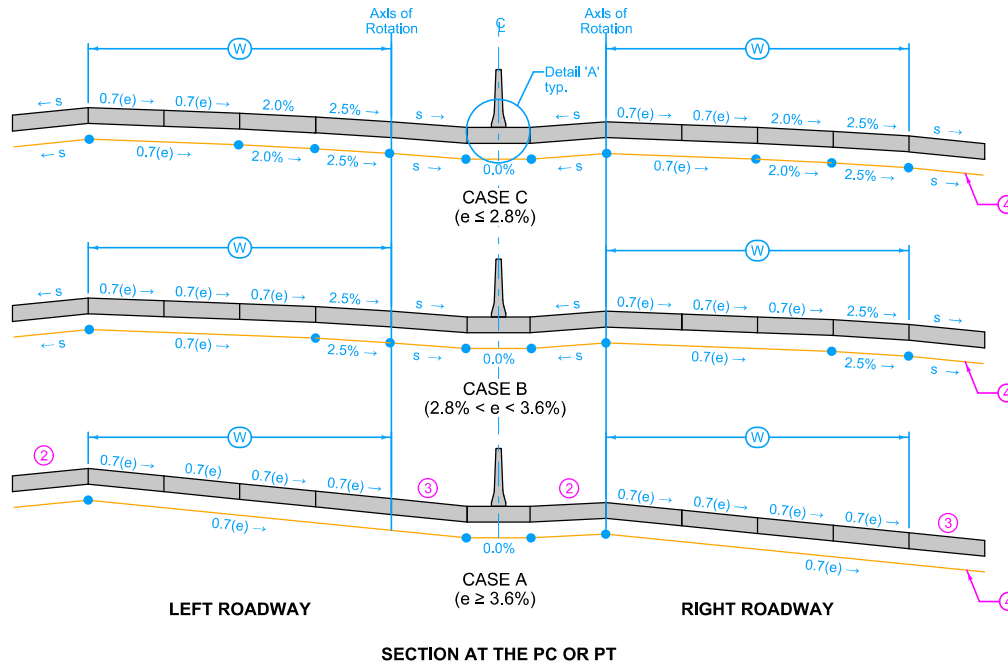 Axis of
Rotation
℄
Axis of
Rotation
W
W
Detail 'A'
typ.
← s
0.7(e) →
0.7(e) →
2.0%
2.5% →
s →
← s
0.7(e) →
0.7(e) →
2.0% →
2.5% →
s →
← s
0.7(e) →
2.0% →
2.5% →
s →
0.0%
← s
0.7(e) →
2.0% →
2.5% →
s →
4
CASE C
(e ≤ 2.8%)
W
W
← s
0.7(e) →
0.7(e) →
0.7(e) →
2.5% →
s →
← s
0.7(e) →
0.7(e) →
0.7(e) →
2.5% →
s →
← s
0.7(e) →
2.5% →
s →
0.0%
← s
0.7(e) →
2.5% →
s →
4
CASE B
(2.8% < e < 3.6%)
W
W
2
0.7(e) →
0.7(e)
0.7(e) →
0.7(e) →
3
2
0.7(e) →
0.7(e) →
0.7(e) →
0.7(e) →
3
0.7(e) →
0.0%
0.7(e) →
4
CASE A
(e ≥ 3.6%)
LEFT ROADWAY
RIGHT ROADWAY
SECTION AT THE PC OR PT